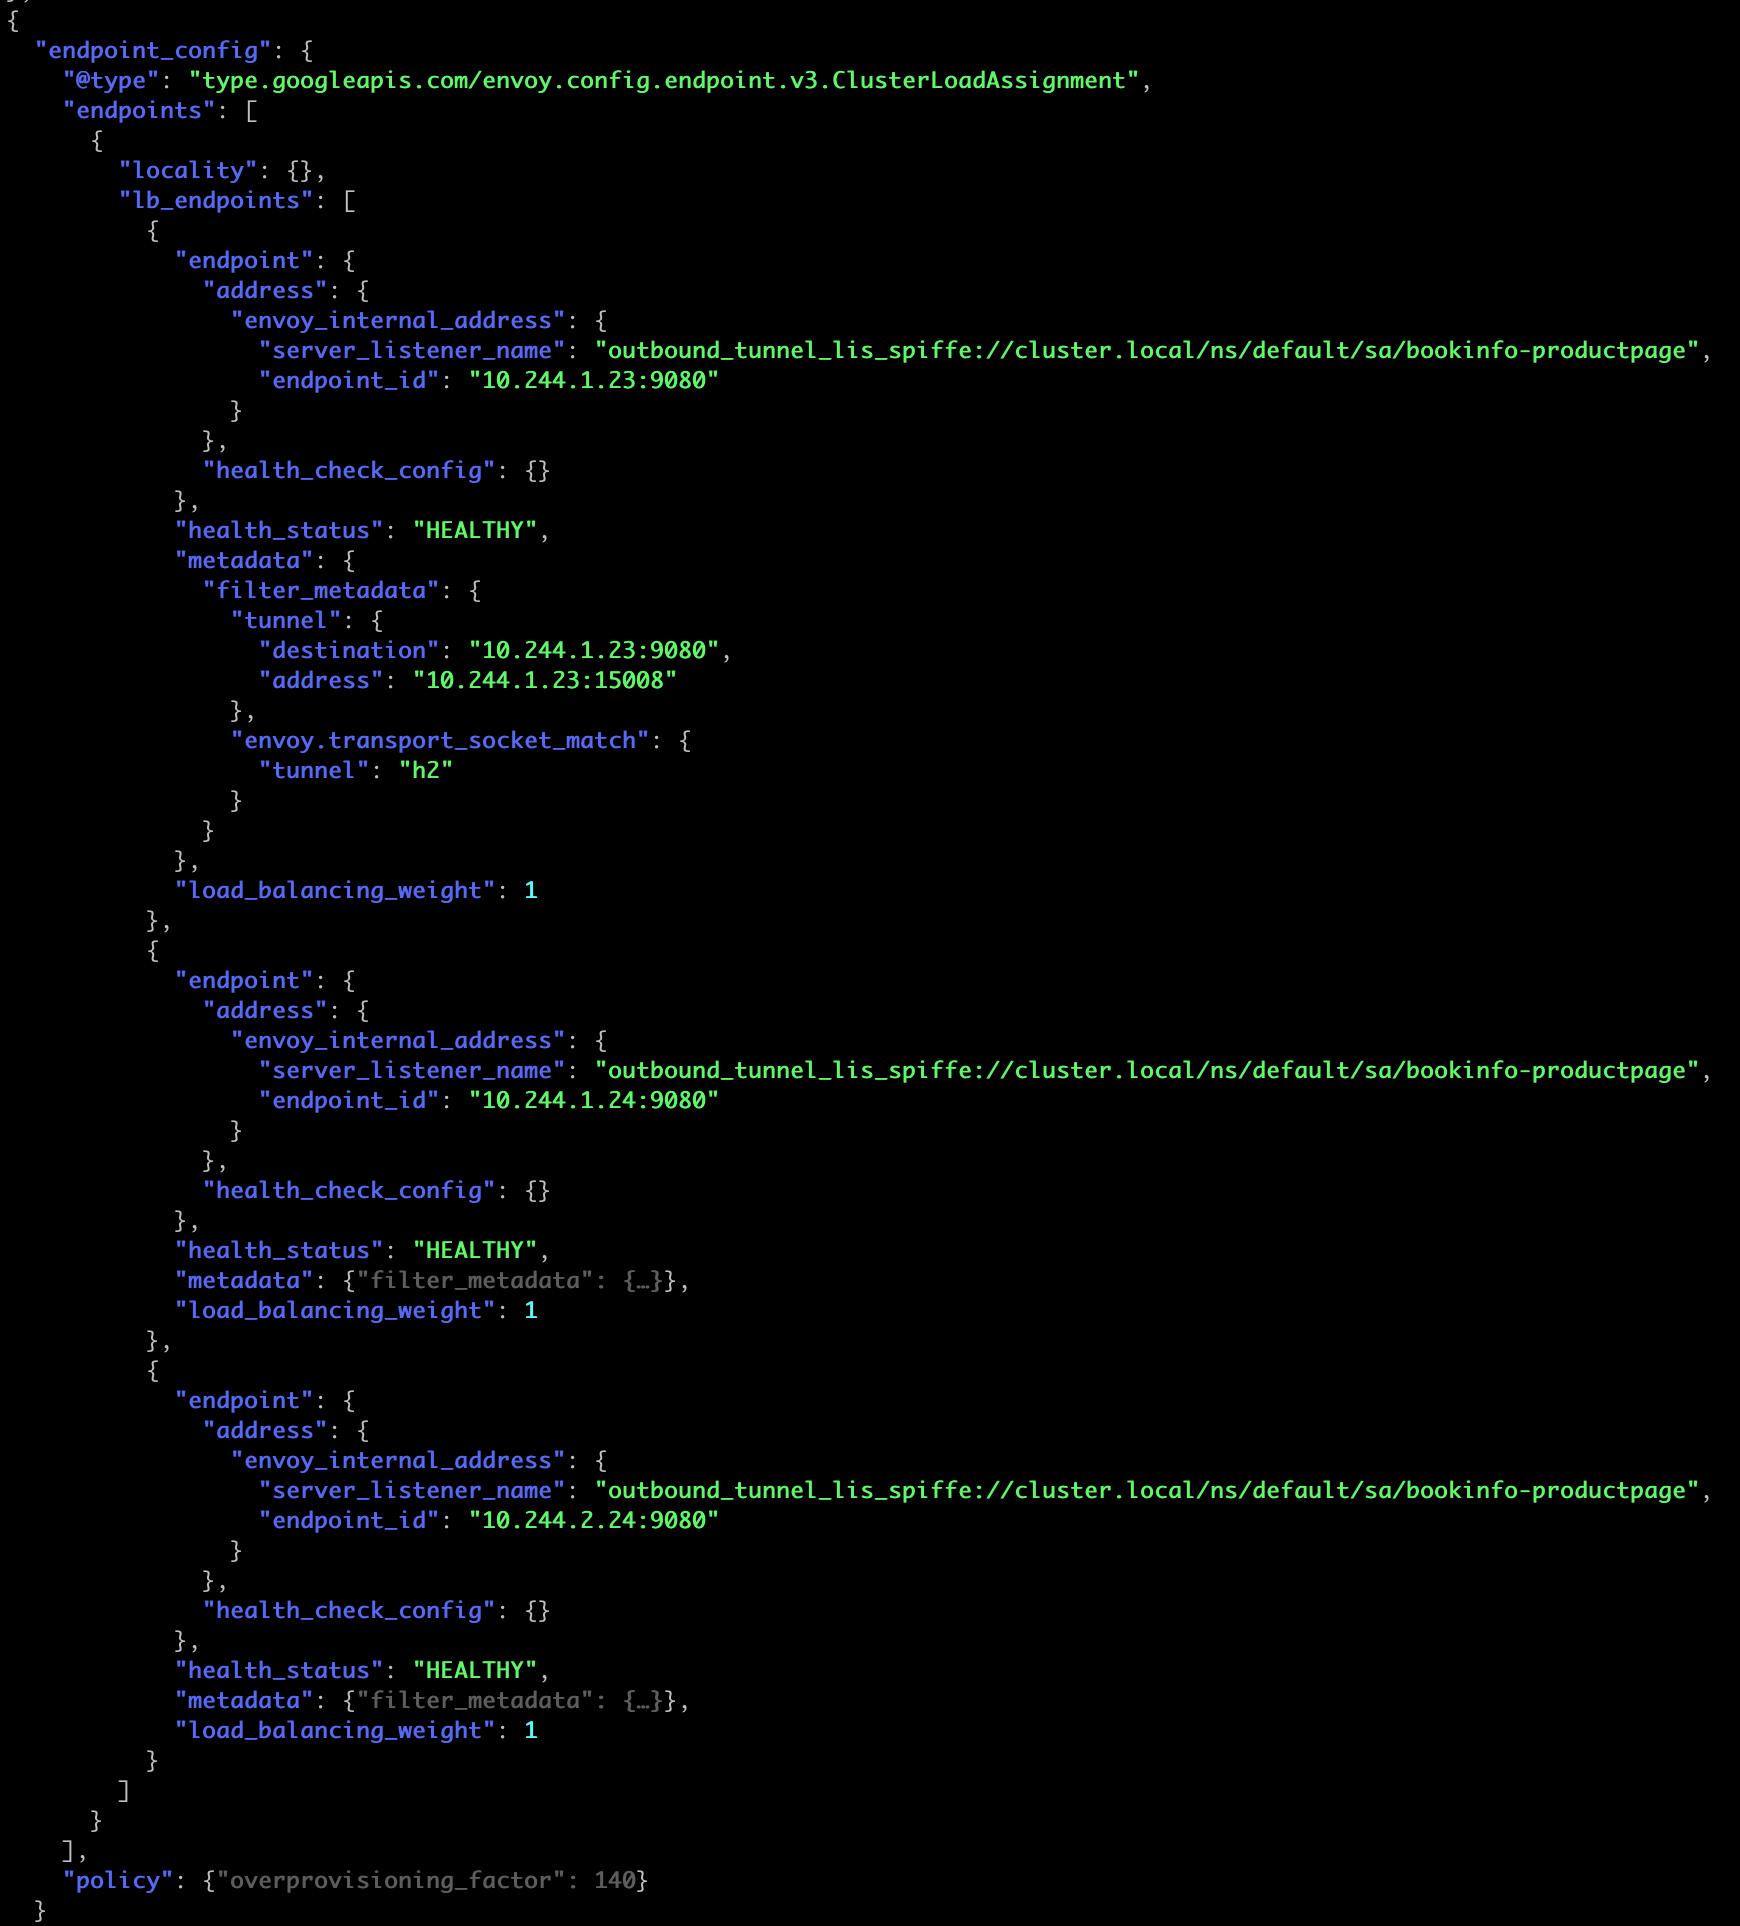 },
{
  "endpoint_config": {
    "@type": "type.googleapis.com/envoy.config.endpoint.v3.ClusterLoadAssignment",
    "endpoints": [
      {
        "locality": {},
        "lb_endpoints": [
          {
            "endpoint": {
              "address": {
                "envoy_internal_address": {
                  "server_listener_name": "outbound_tunnel_lis_spiffe://cluster.local/ns/default/sa/bookinfo-productpage",
                  "endpoint_id": "10.244.1.23:9080"
                }
              },
              "health_check_config": {}
            },
            "health_status": "HEALTHY",
            "metadata": {
              "filter_metadata": {
                "tunnel": {
                  "destination": "10.244.1.23:9080",
                  "address": "10.244.1.23:15008"
                },
                "envoy.transport_socket_match": {
                  "tunnel": "h2"
                }
              }
            },
            "load_balancing_weight": 1
          },
          {
            "endpoint": {
              "address": {
                "envoy_internal_address": {
                  "server_listener_name": "outbound_tunnel_lis_spiffe://cluster.local/ns/default/sa/bookinfo-productpage",
                  "endpoint_id": "10.244.1.24:9080"
                }
              },
              "health_check_config": {}
            },
            "health_status": "HEALTHY",
            "metadata": {"filter_metadata": {…}},
            "load_balancing_weight": 1
          },
          {
            "endpoint": {
              "address": {
                "envoy_internal_address": {
                  "server_listener_name": "outbound_tunnel_lis_spiffe://cluster.local/ns/default/sa/bookinfo-productpage",
                  "endpoint_id": "10.244.2.24:9080"
                }
              },
              "health_check_config": {}
            },
            "health_status": "HEALTHY",
            "metadata": {"filter_metadata": {…}},
            "load_balancing_weight": 1
          }
        ]
      }
    ],
    "policy": {"overprovisioning_factor": 140}
  }